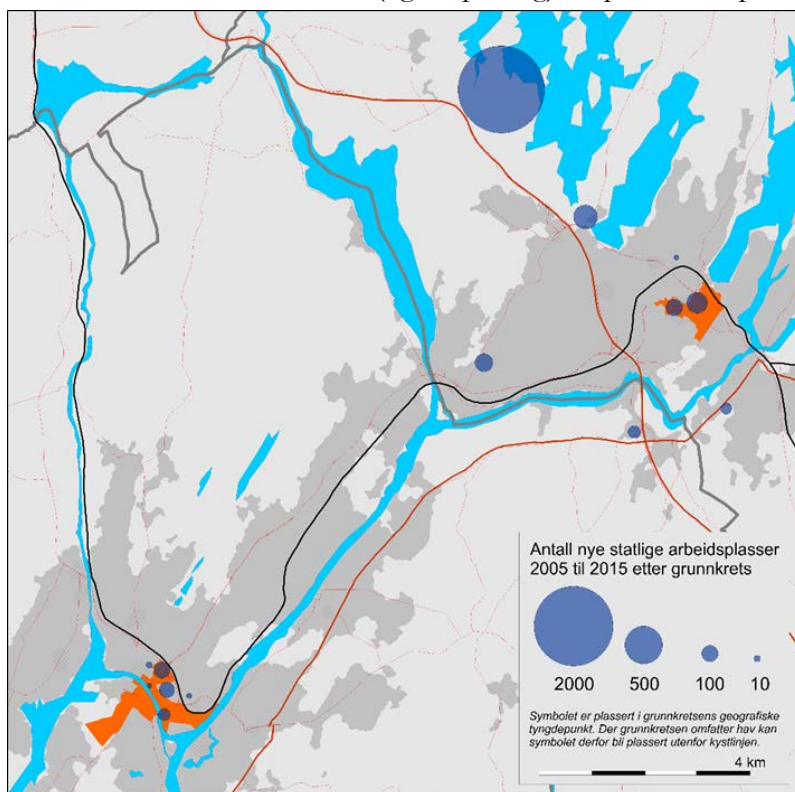 Antall nye statlige arbeidsplasser
2005 til 2015 etter grunnkrets
2000 500 100 10
Symbolet er plassert i grunnkretsens geografiske
tyngdepunkt. Der grunnkretsen omfatter hav kan
symbolet derfor bli plassert utenfor kystlinjen.
4 km